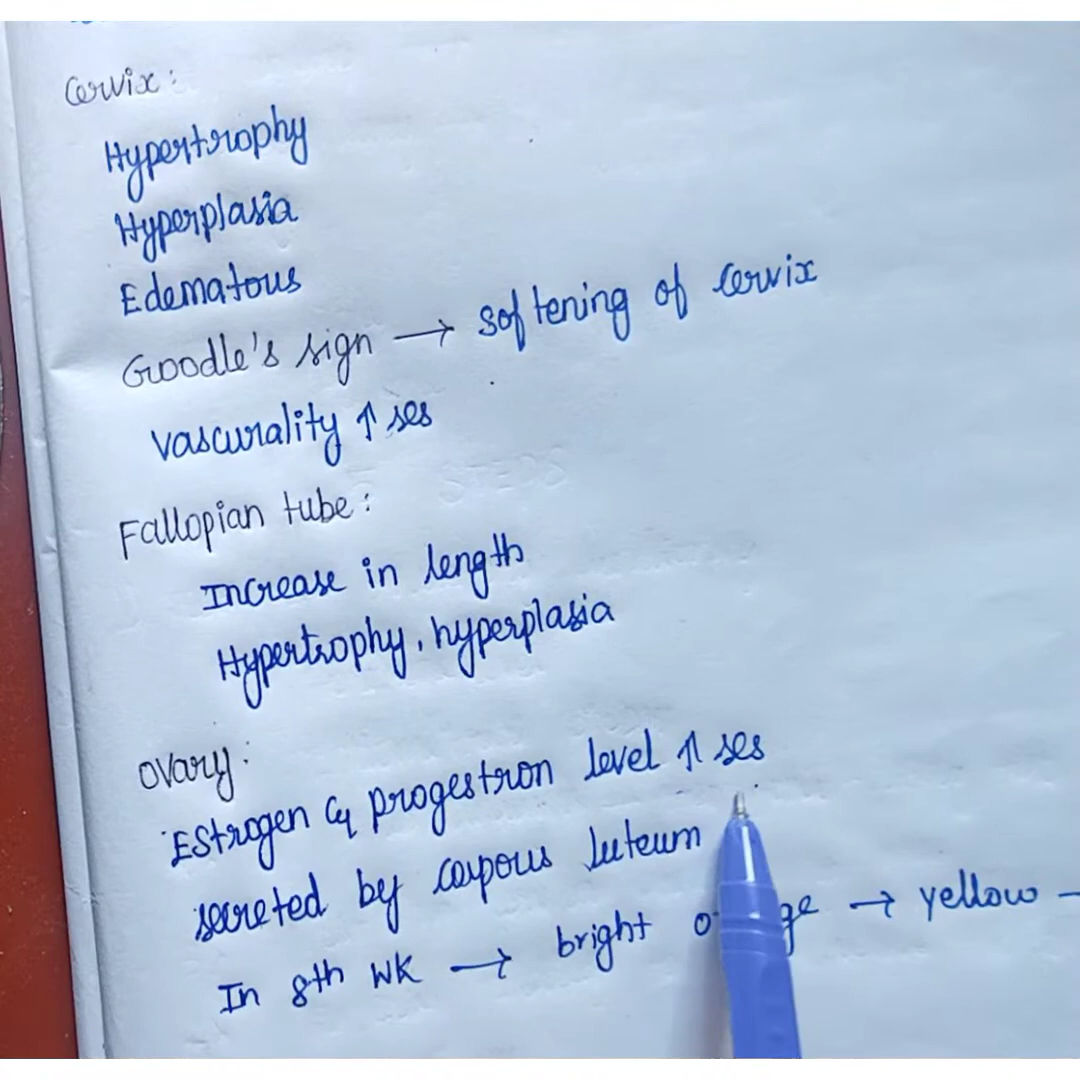 Cervix:
Hypertrophy
Hyperplasia
Edematous
Goodle's sign → softening of cervix
vascurality ↑ses
Fallopian tube:
Increase in length
Hypertrophy, hyperplasia
Ovary:
Estrogen & progestron level ↑ses
secreted by corpous luteum
In 8th wk → bright → yellow →